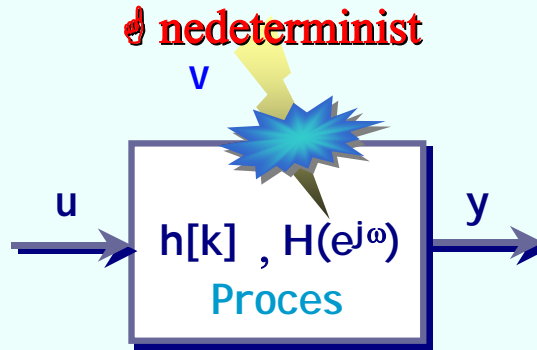 ☝ nedeterminist
v
u
y
h[k] , H(e^jω)
Proces